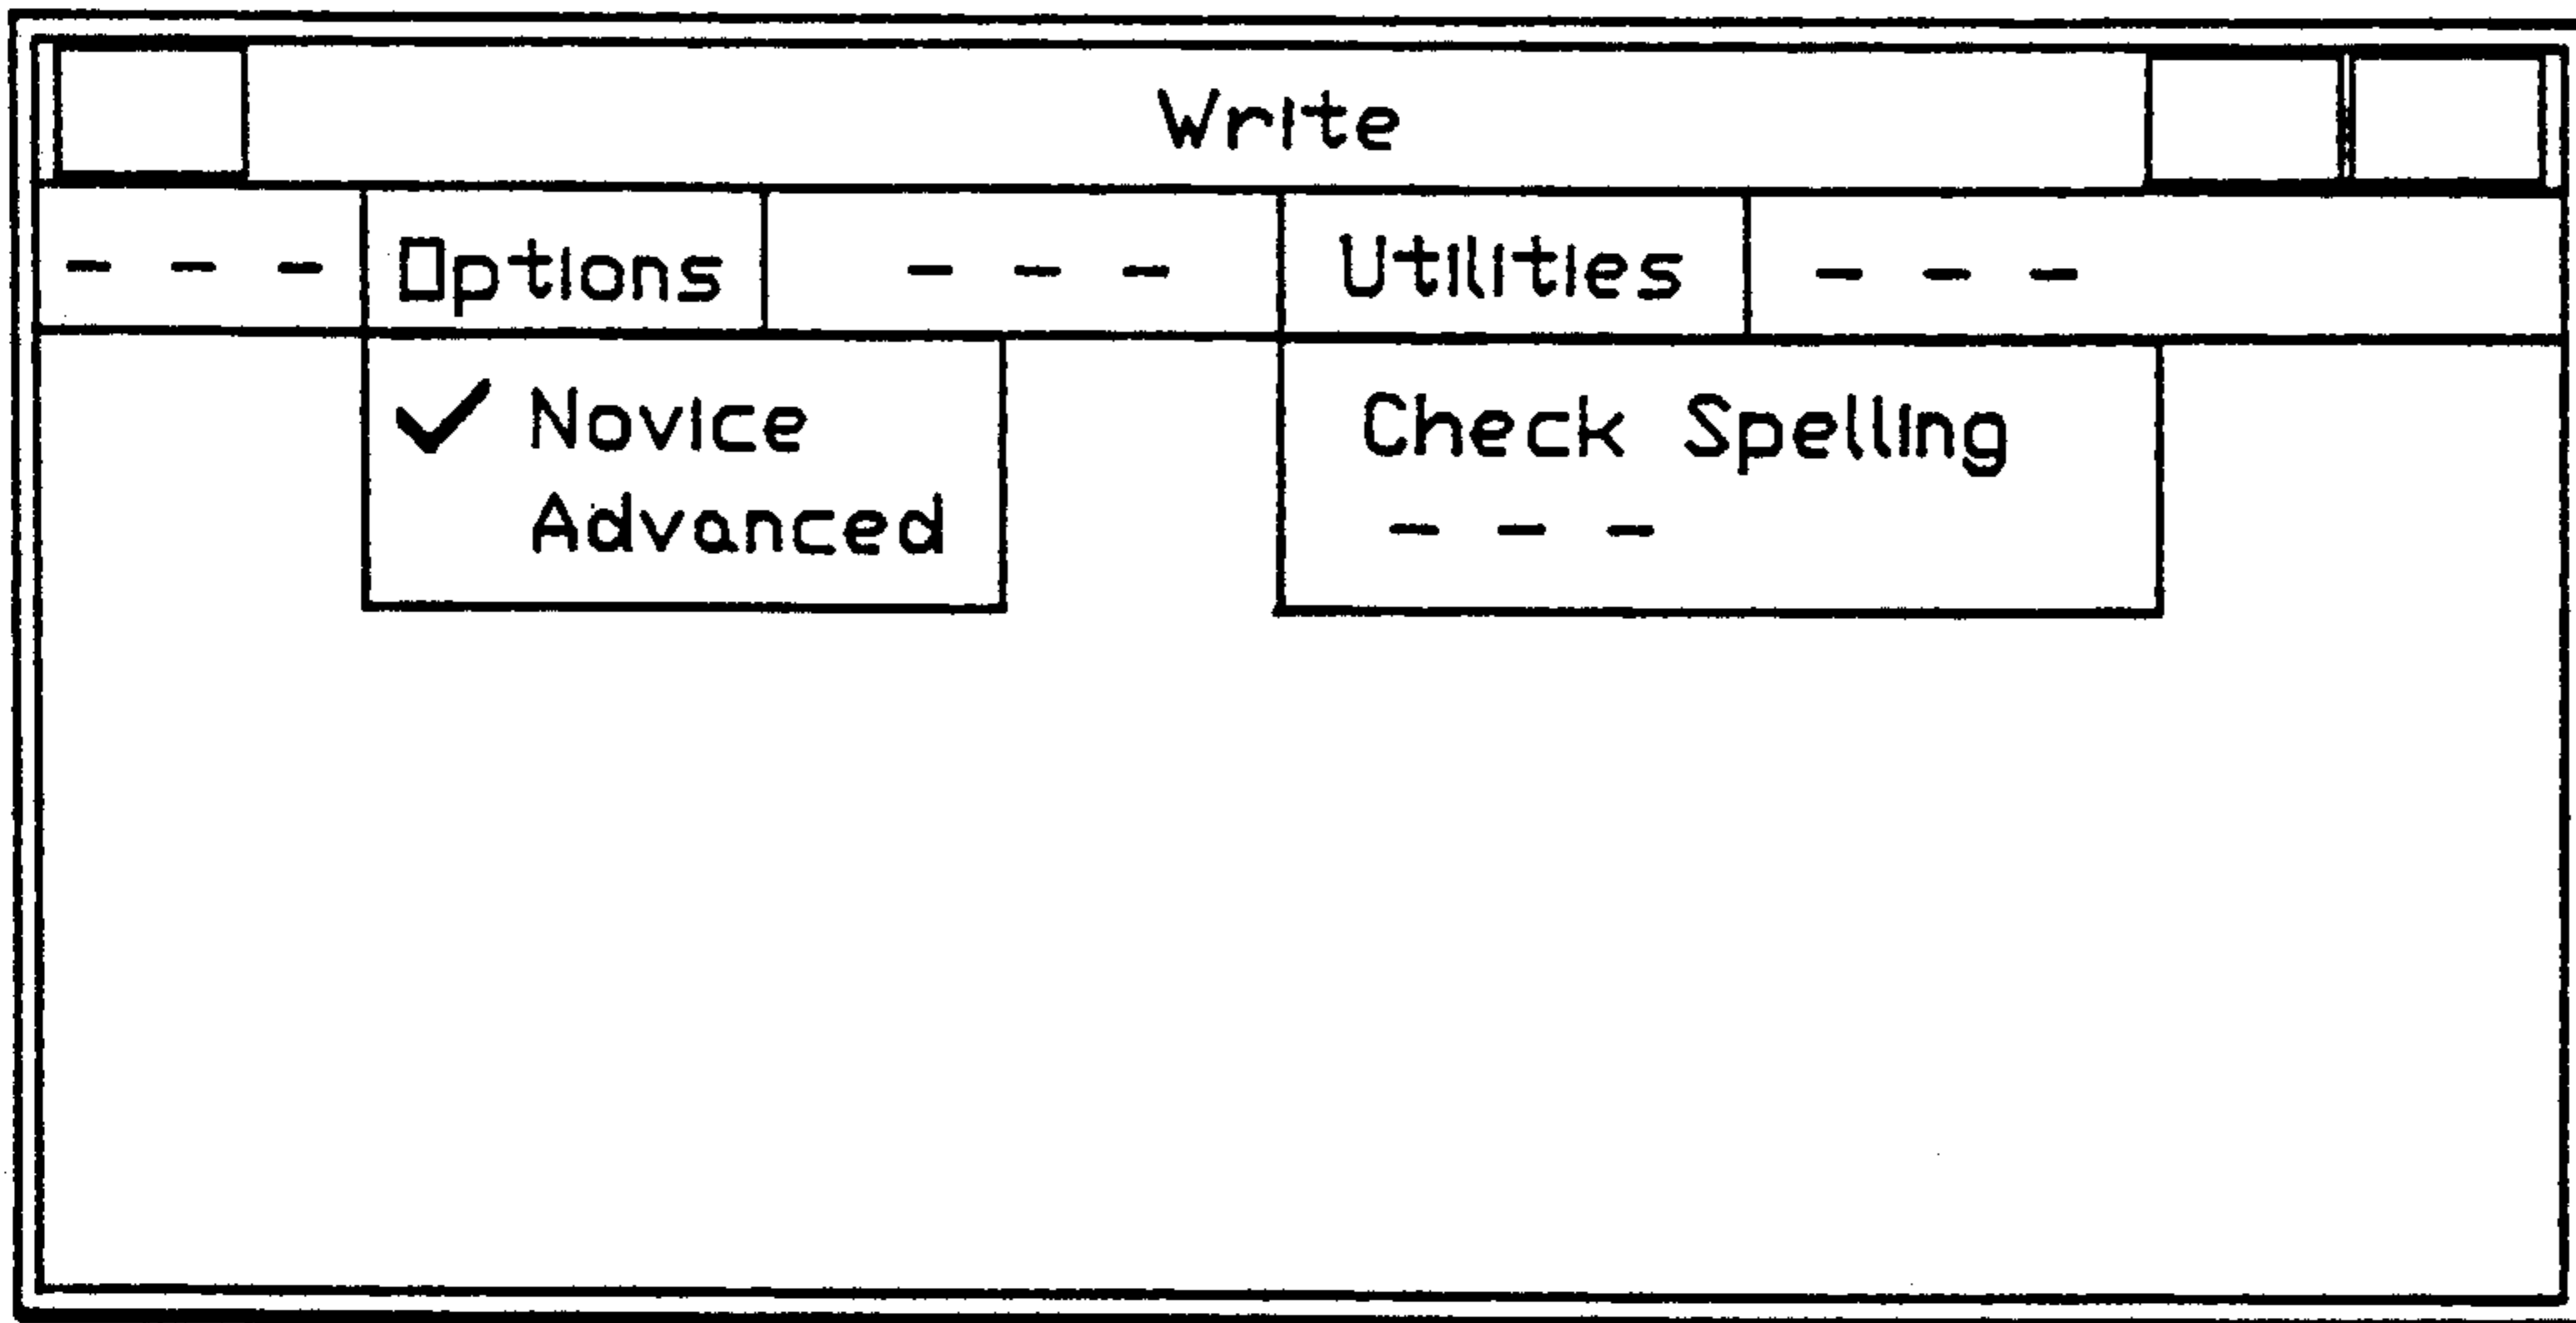 Write
- - - Options - - - Utilities - - -
✓ Novice Check Spelling
Advanced - - -